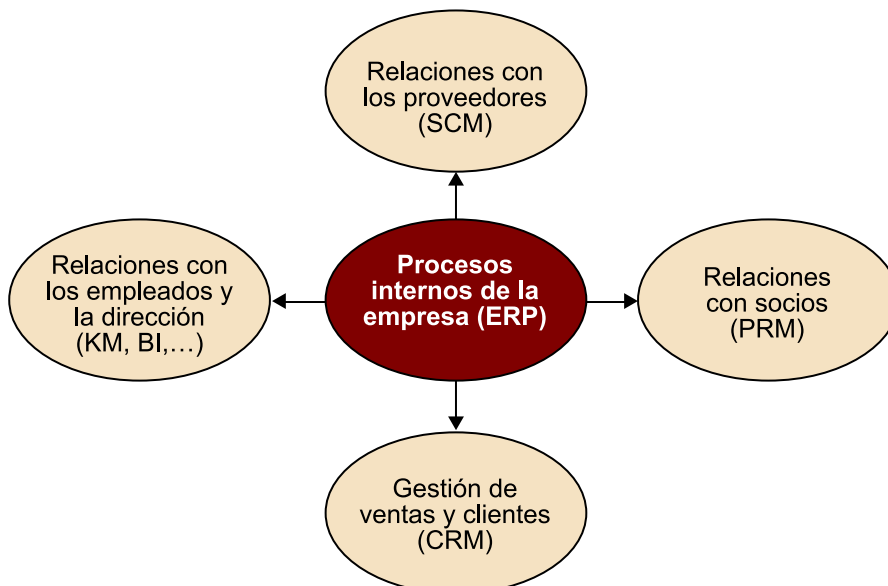 Relaciones con
los proveedores
(SCM)
Relaciones con
los empleados y
la dirección
(KM, BI,…)
Procesos
internos de la
empresa (ERP)
Relaciones
con socios
(PRM)
Gestión de
ventas y clientes
(CRM)